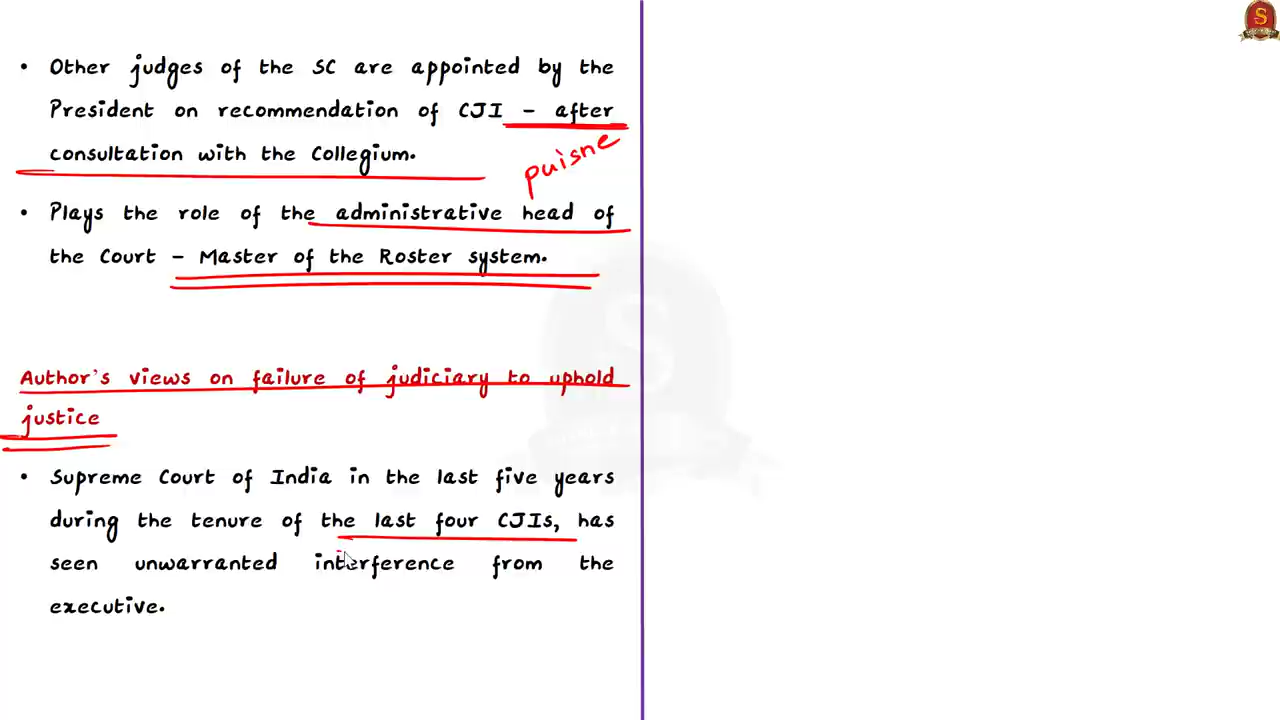 • Other judges of the SC are appointed by the
President on recommendation of CJI – after
consultation with the Collegium.
puisne
• Plays the role of the administrative head of
the Court – Master of the Roster system.
Author's views on failure of judiciary to uphold
justice
• Supreme Court of India in the last five years
during the tenure of the last four CJIs, has
seen unwarranted interference from the
executive.
S